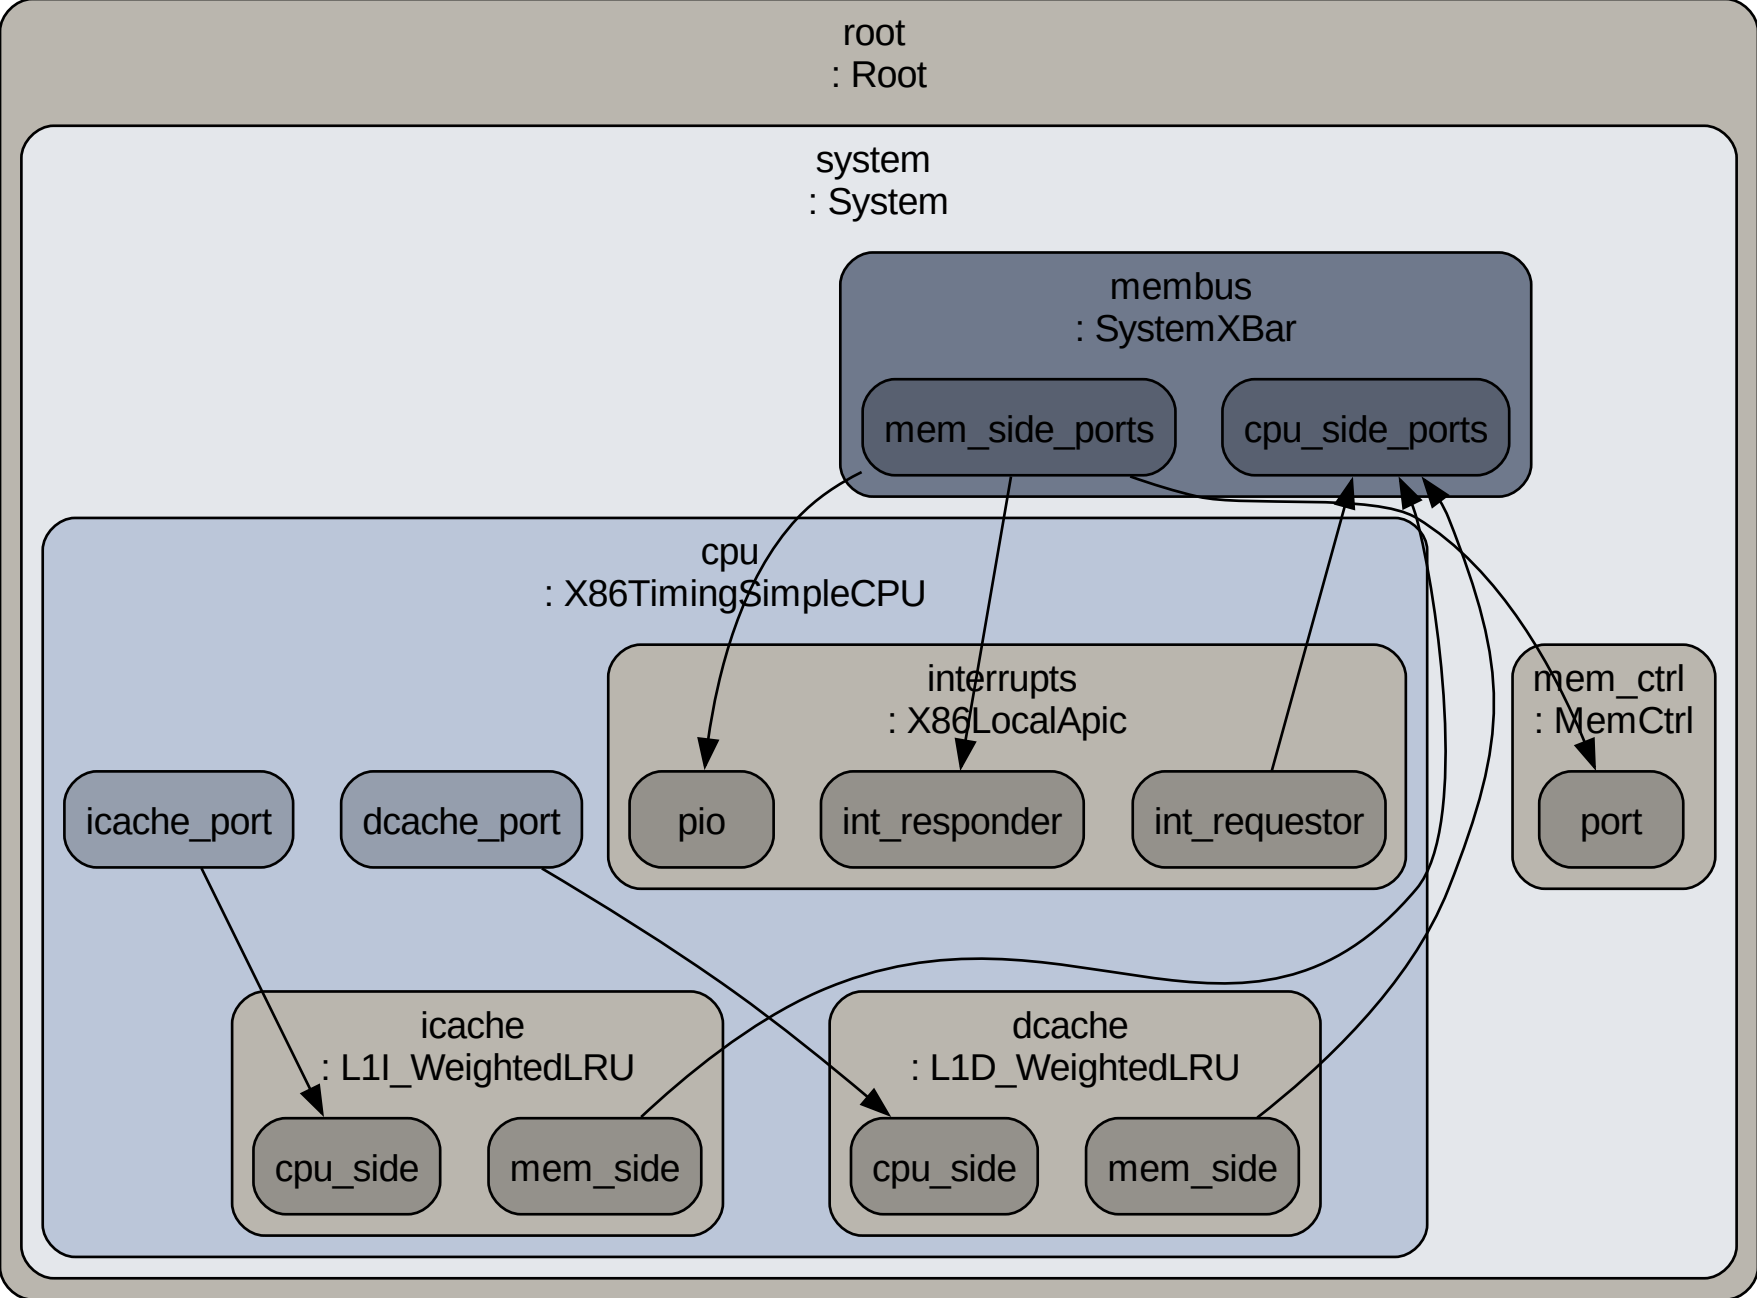 root
: Root
system
: System
membus
: SystemXBar
mem_side_ports
cpu_side_ports
cpu
: X86TimingSimpleCPU
interrupts
: X86LocalApic
mem_ctrl
: MemCtrl
icache_port
dcache_port
pio
int_responder
int_requestor
port
icache
: L1I_WeightedLRU
dcache
: L1D_WeightedLRU
cpu_side
mem_side
cpu_side
mem_side